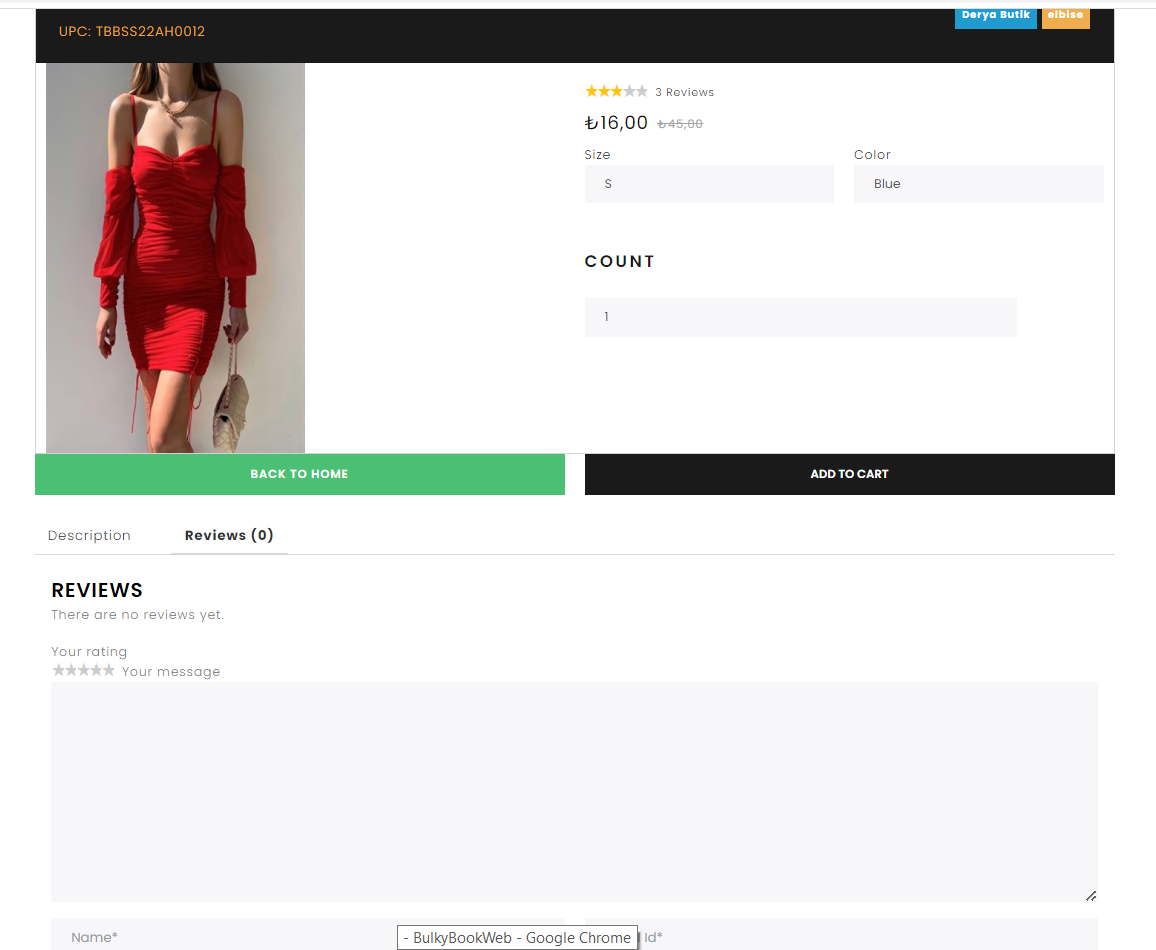 UPC: TBBSS22AH0012
Derya Butik elbise
3 Reviews
₺16,00 ₺45,00
Size Color
S Blue
COUNT
1
BACK TO HOME ADD TO CART
Description Reviews (0)
REVIEWS
There are no reviews yet.
Your rating
Your message
Name* - BulkyBookWeb - Google Chrome Id*